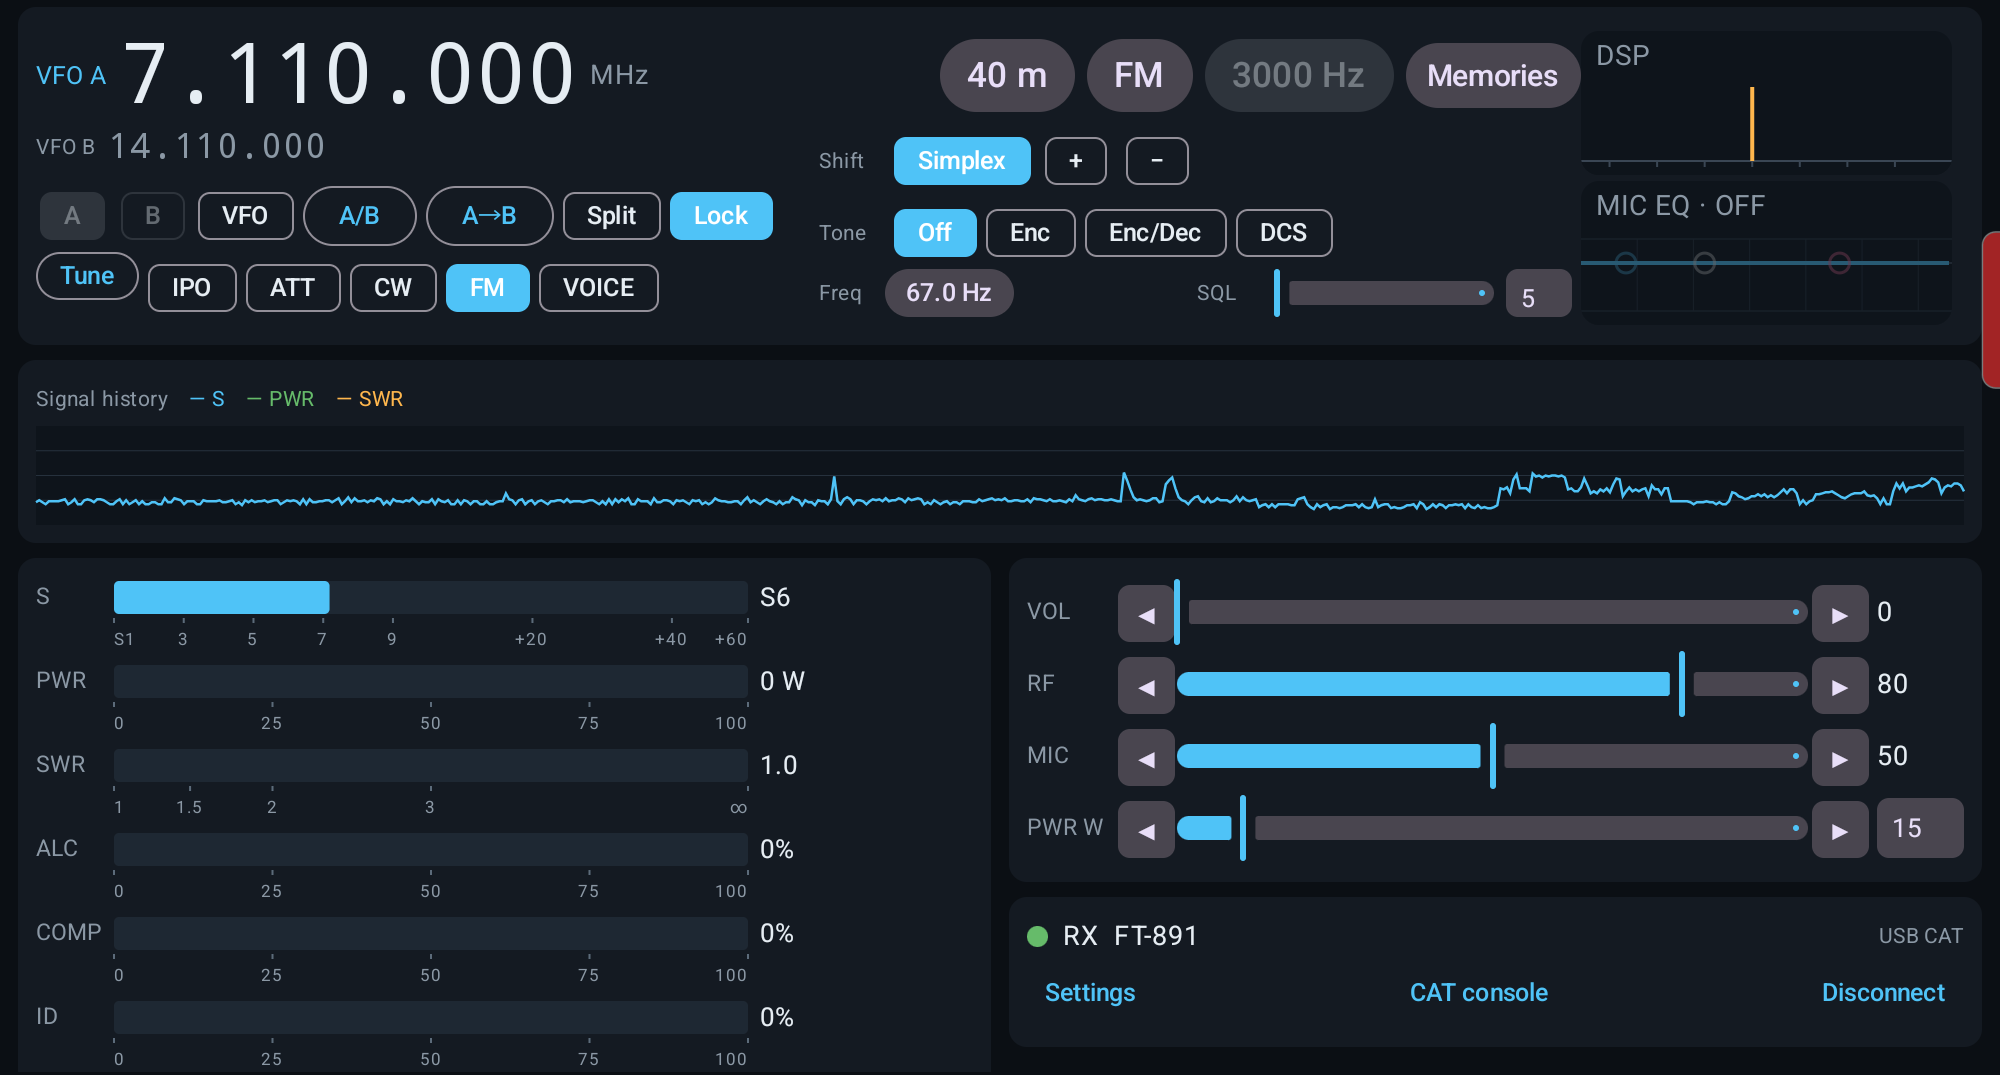 VFO A 7.110.000 MHz
40 m FM 3000 Hz Memories
DSP
VFO B 14.110.000
Shift Simplex + −
MIC EQ · OFF
A B VFO A/B A→B Split Lock
Tone Off Enc Enc/Dec DCS
Tune IPO ATT CW FM VOICE
Freq 67.0 Hz SQL 5
Signal history — S — PWR — SWR
S S6
S1 3 5 7 9 +20 +40 +60
PWR 0 W
0 25 50 75 100
SWR 1.0
1 1.5 2 3 ∞
ALC 0%
0 25 50 75 100
COMP 0%
0 25 50 75 100
ID 0%
0 25 50 75 100
VOL ◀ ▶ 0
RF ◀ ▶ 80
MIC ◀ ▶ 50
PWR W ◀ ▶ 15
RX FT-891 USB CAT
Settings CAT console Disconnect